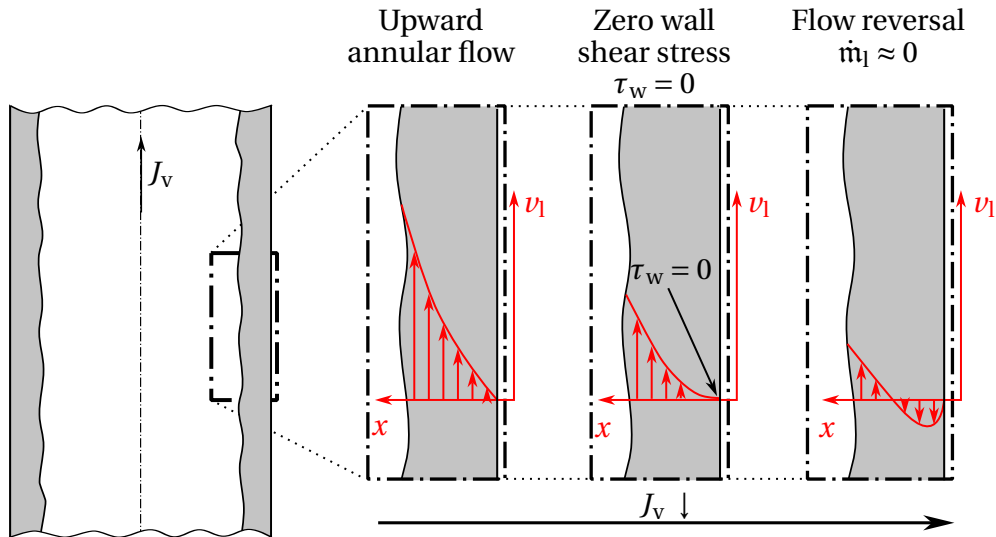 Upward
annular flow
Zero wall
shear stress
τw = 0
Flow reversal
ṁl ≈ 0
Jv
vl
vl
vl
τw = 0
x
x
x
Jv ↓